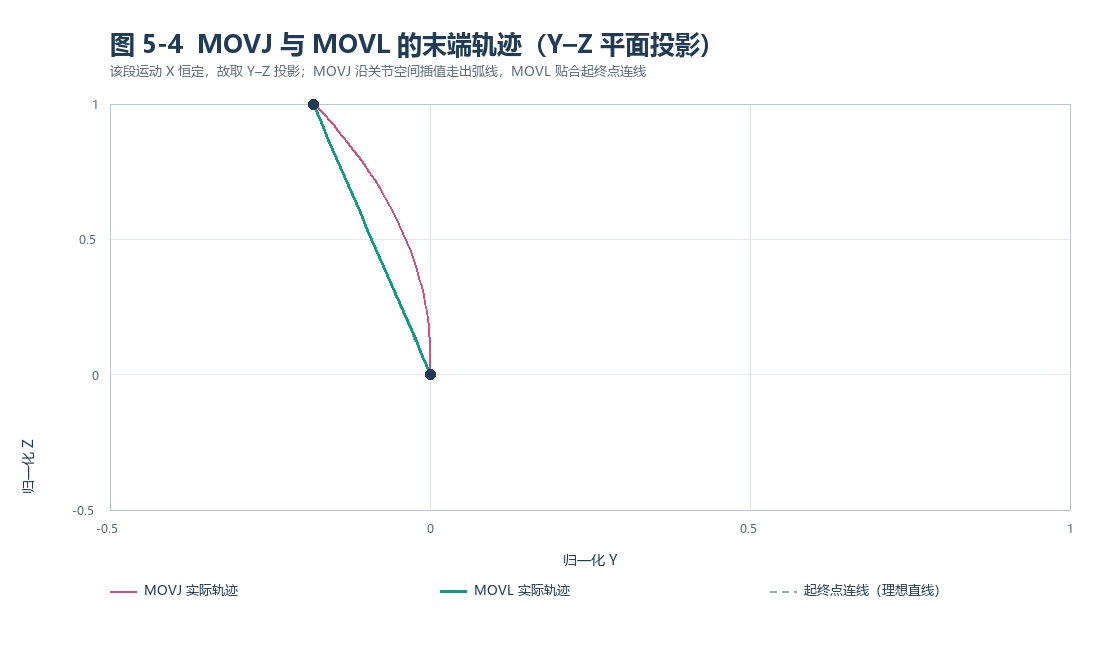 图 5-4 MOVJ 与 MOVL 的末端轨迹（Y–Z 平面投影）
该段运动 X 恒定，故取 Y–Z 投影；MOVJ 沿关节空间插值走出弧线，MOVL 贴合起终点连线
1
0.5
0
-0.5
归一化 Z
-0.5
0
0.5
1
归一化 Y
MOVJ 实际轨迹
MOVL 实际轨迹
起终点连线（理想直线）